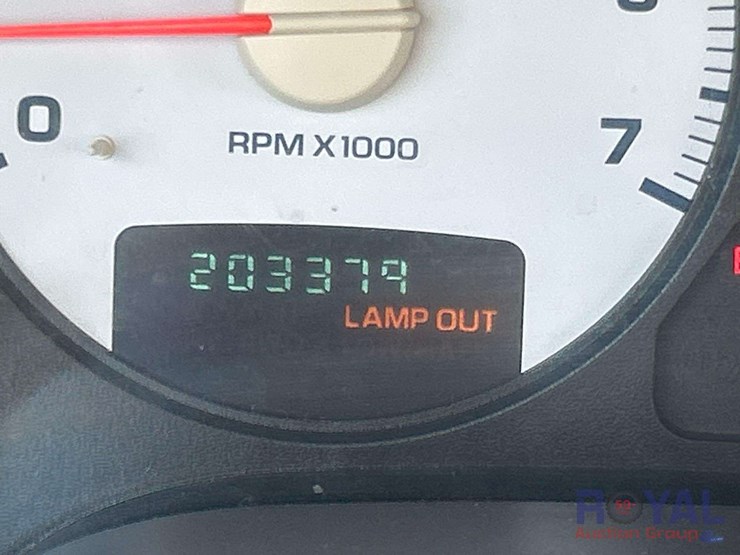 0
RPM X1000
7
203379
LAMP OUT
ROYAL
Auction Group